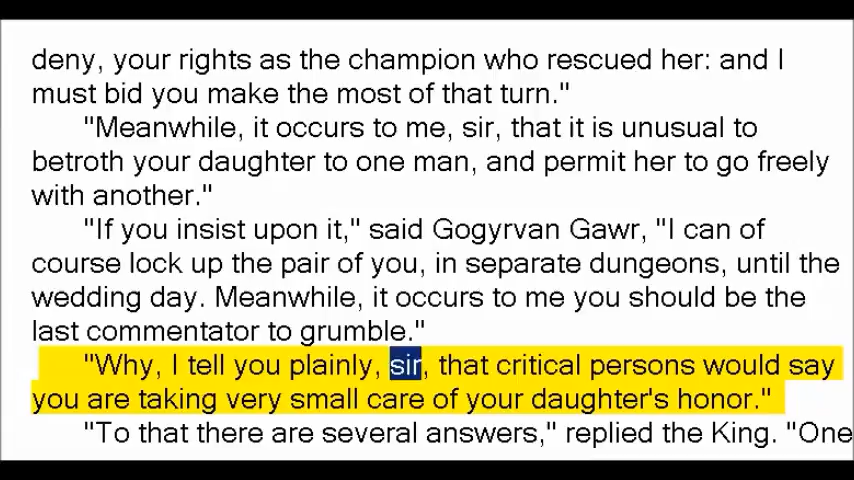 deny, your rights as the champion who rescued her: and I
must bid you make the most of that turn."
"Meanwhile, it occurs to me, sir, that it is unusual to
betroth your daughter to one man, and permit her to go freely
with another."
"If you insist upon it," said Gogyrvan Gawr, "I can of
course lock up the pair of you, in separate dungeons, until the
wedding day. Meanwhile, it occurs to me you should be the
last commentator to grumble."
"Why, I tell you plainly, sir, that critical persons would say
you are taking very small care of your daughter's honor."
"To that there are several answers," replied the King. "One